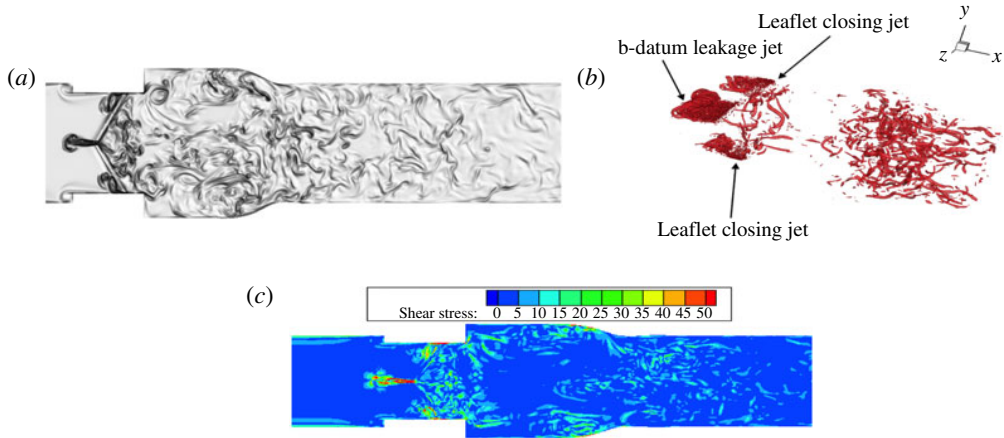 (a)
(b)
Leaflet closing jet
b-datum leakage jet
y
z
x
Leaflet closing jet
(c)
Shear stress: 0 5 10 15 20 25 30 35 40 45 50